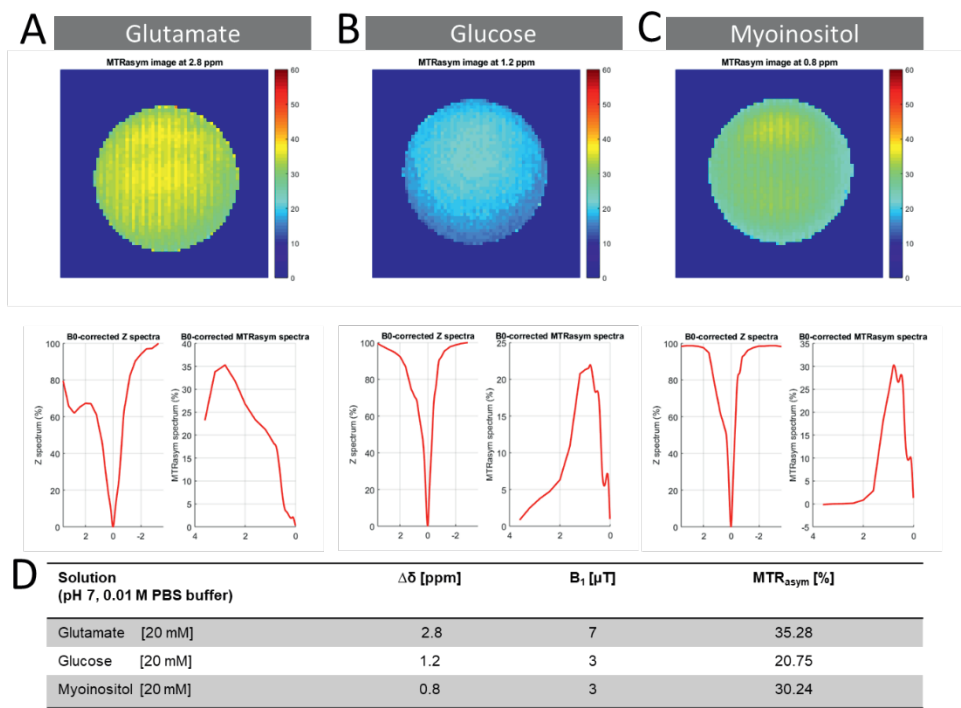 A Glutamate
B Glucose
C Myoinositol
MTRasym image at 2.8 ppm
MTRasym image at 1.2 ppm
MTRasym image at 0.8 ppm
60
50
40
30
20
10
0
60
50
40
30
20
10
0
60
50
40
30
20
10
0
B0-corrected Z spectra
Z spectrum (%)
100
80
60
40
20
0
2 0 -2
B0-corrected MTRasym spectra
MTRasym spectrum (%)
40
35
30
25
20
15
10
5
0
4 2 0
B0-corrected Z spectra
Z spectrum (%)
100
80
60
40
20
0
2 0 -2
B0-corrected MTRasym spectra
MTRasym spectrum (%)
25
20
15
10
5
0
4 2 0
B0-corrected Z spectra
Z spectrum (%)
100
80
60
40
20
0
2 0 -2
B0-corrected MTRasym spectra
MTRasym spectrum (%)
35
30
25
20
15
10
5
0
-5
4 2 0
D
Solution Δδ [ppm] B1 [µT] MTRasym [%]
(pH 7, 0.01 M PBS buffer)
Glutamate [20 mM] 2.8 7 35.28
Glucose [20 mM] 1.2 3 20.75
Myoinositol [20 mM] 0.8 3 30.24